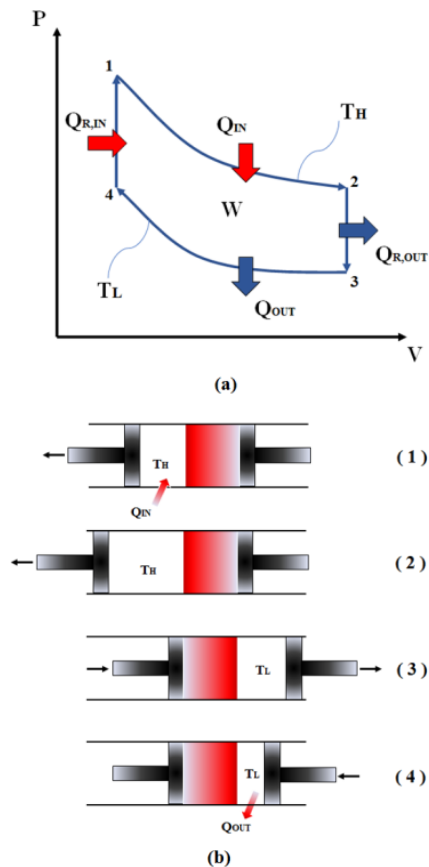 P
1
QR,IN
QIN
TH
4
W
2
QR,OUT
TL
QOUT
3
V
(a)
TH
QIN
( 1 )
TH
( 2 )
TL
( 3 )
TL
QOUT
( 4 )
(b)